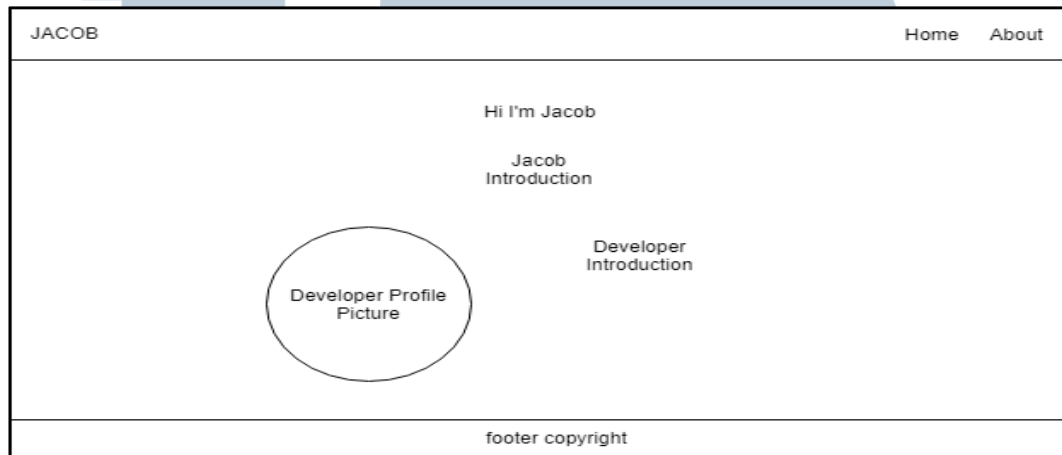 JACOB
Home About
Hi I'm Jacob
Jacob
Introduction
Developer
Introduction
Developer Profile
Picture
footer copyright